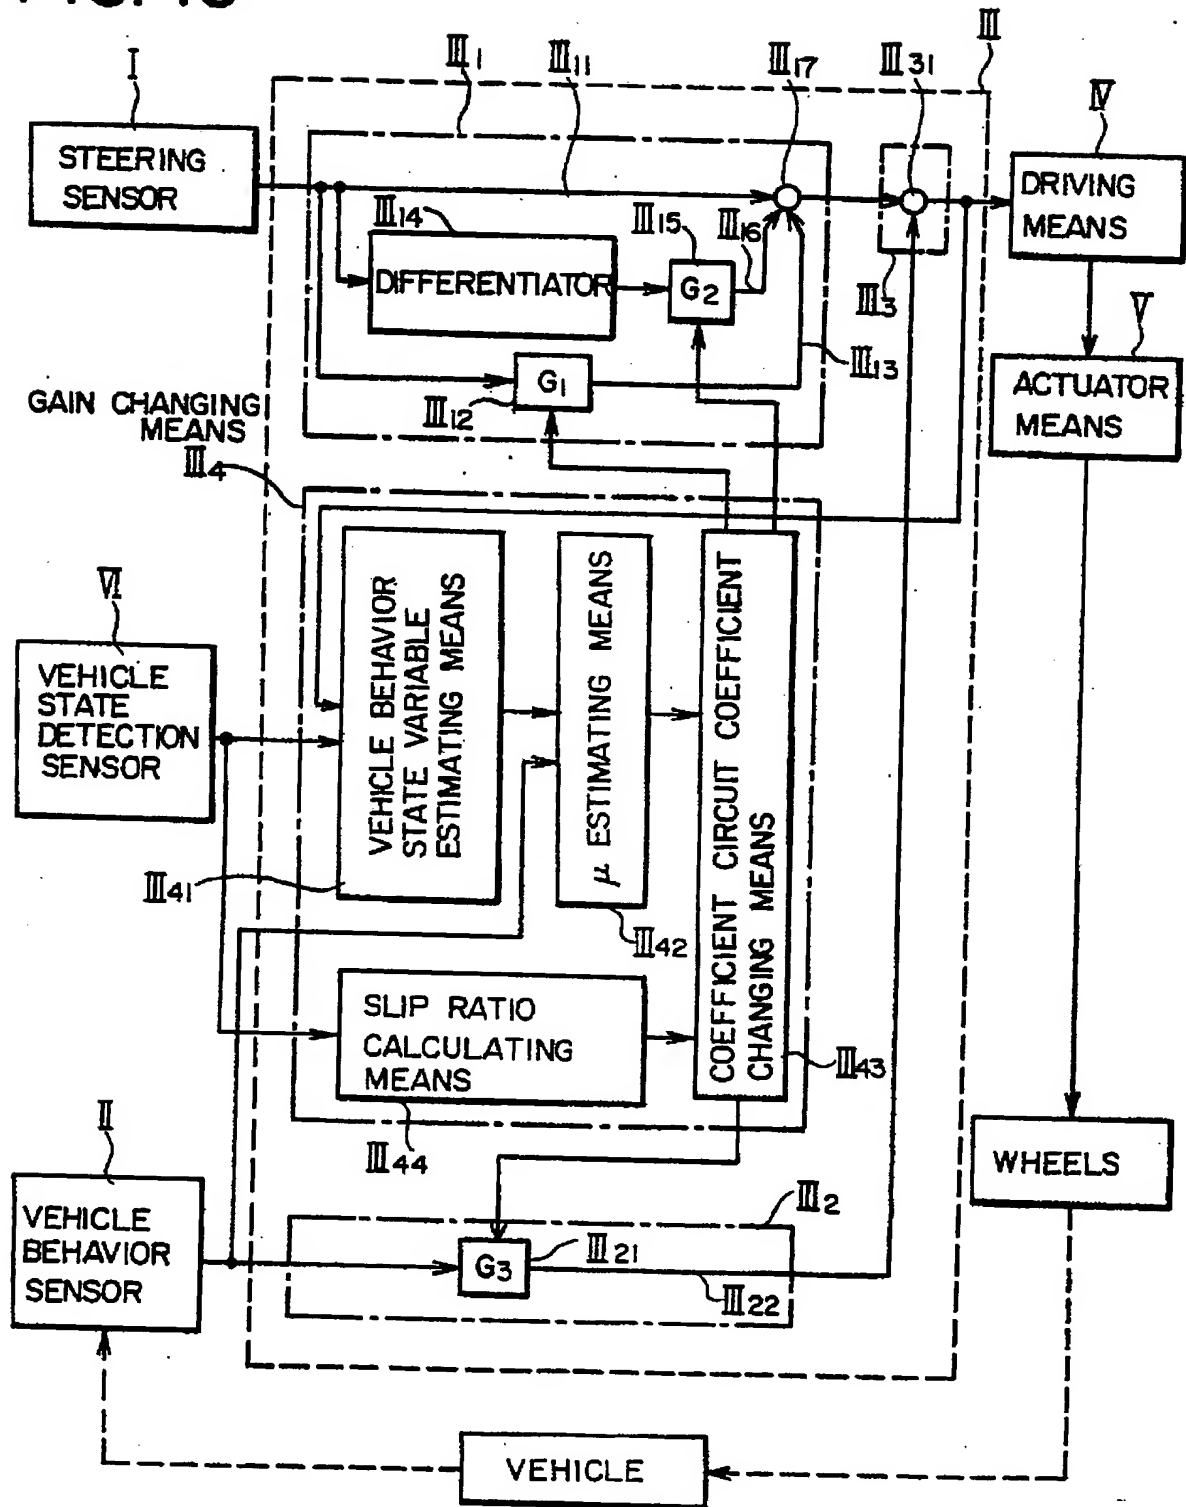 III
I
III1
III11
III17
III31
IV
STEERING
SENSOR
DRIVING
MEANS
III14
III15
III16
DIFFERENTIATOR
G2
III3
V
III13
G1
III12
ACTUATOR
MEANS
GAIN CHANGING
MEANS
III4
VI
VEHICLE
STATE
DETECTION
SENSOR
VEHICLE BEHAVIOR
STATE VARIABLE
ESTIMATING MEANS
μ ESTIMATING MEANS
COEFFICIENT CIRCUIT COEFFICIENT
CHANGING MEANS
III41
III42
SLIP RATIO
CALCULATING
MEANS
III43
III44
II
WHEELS
VEHICLE
BEHAVIOR
SENSOR
III2
G3
III21
III22
VEHICLE